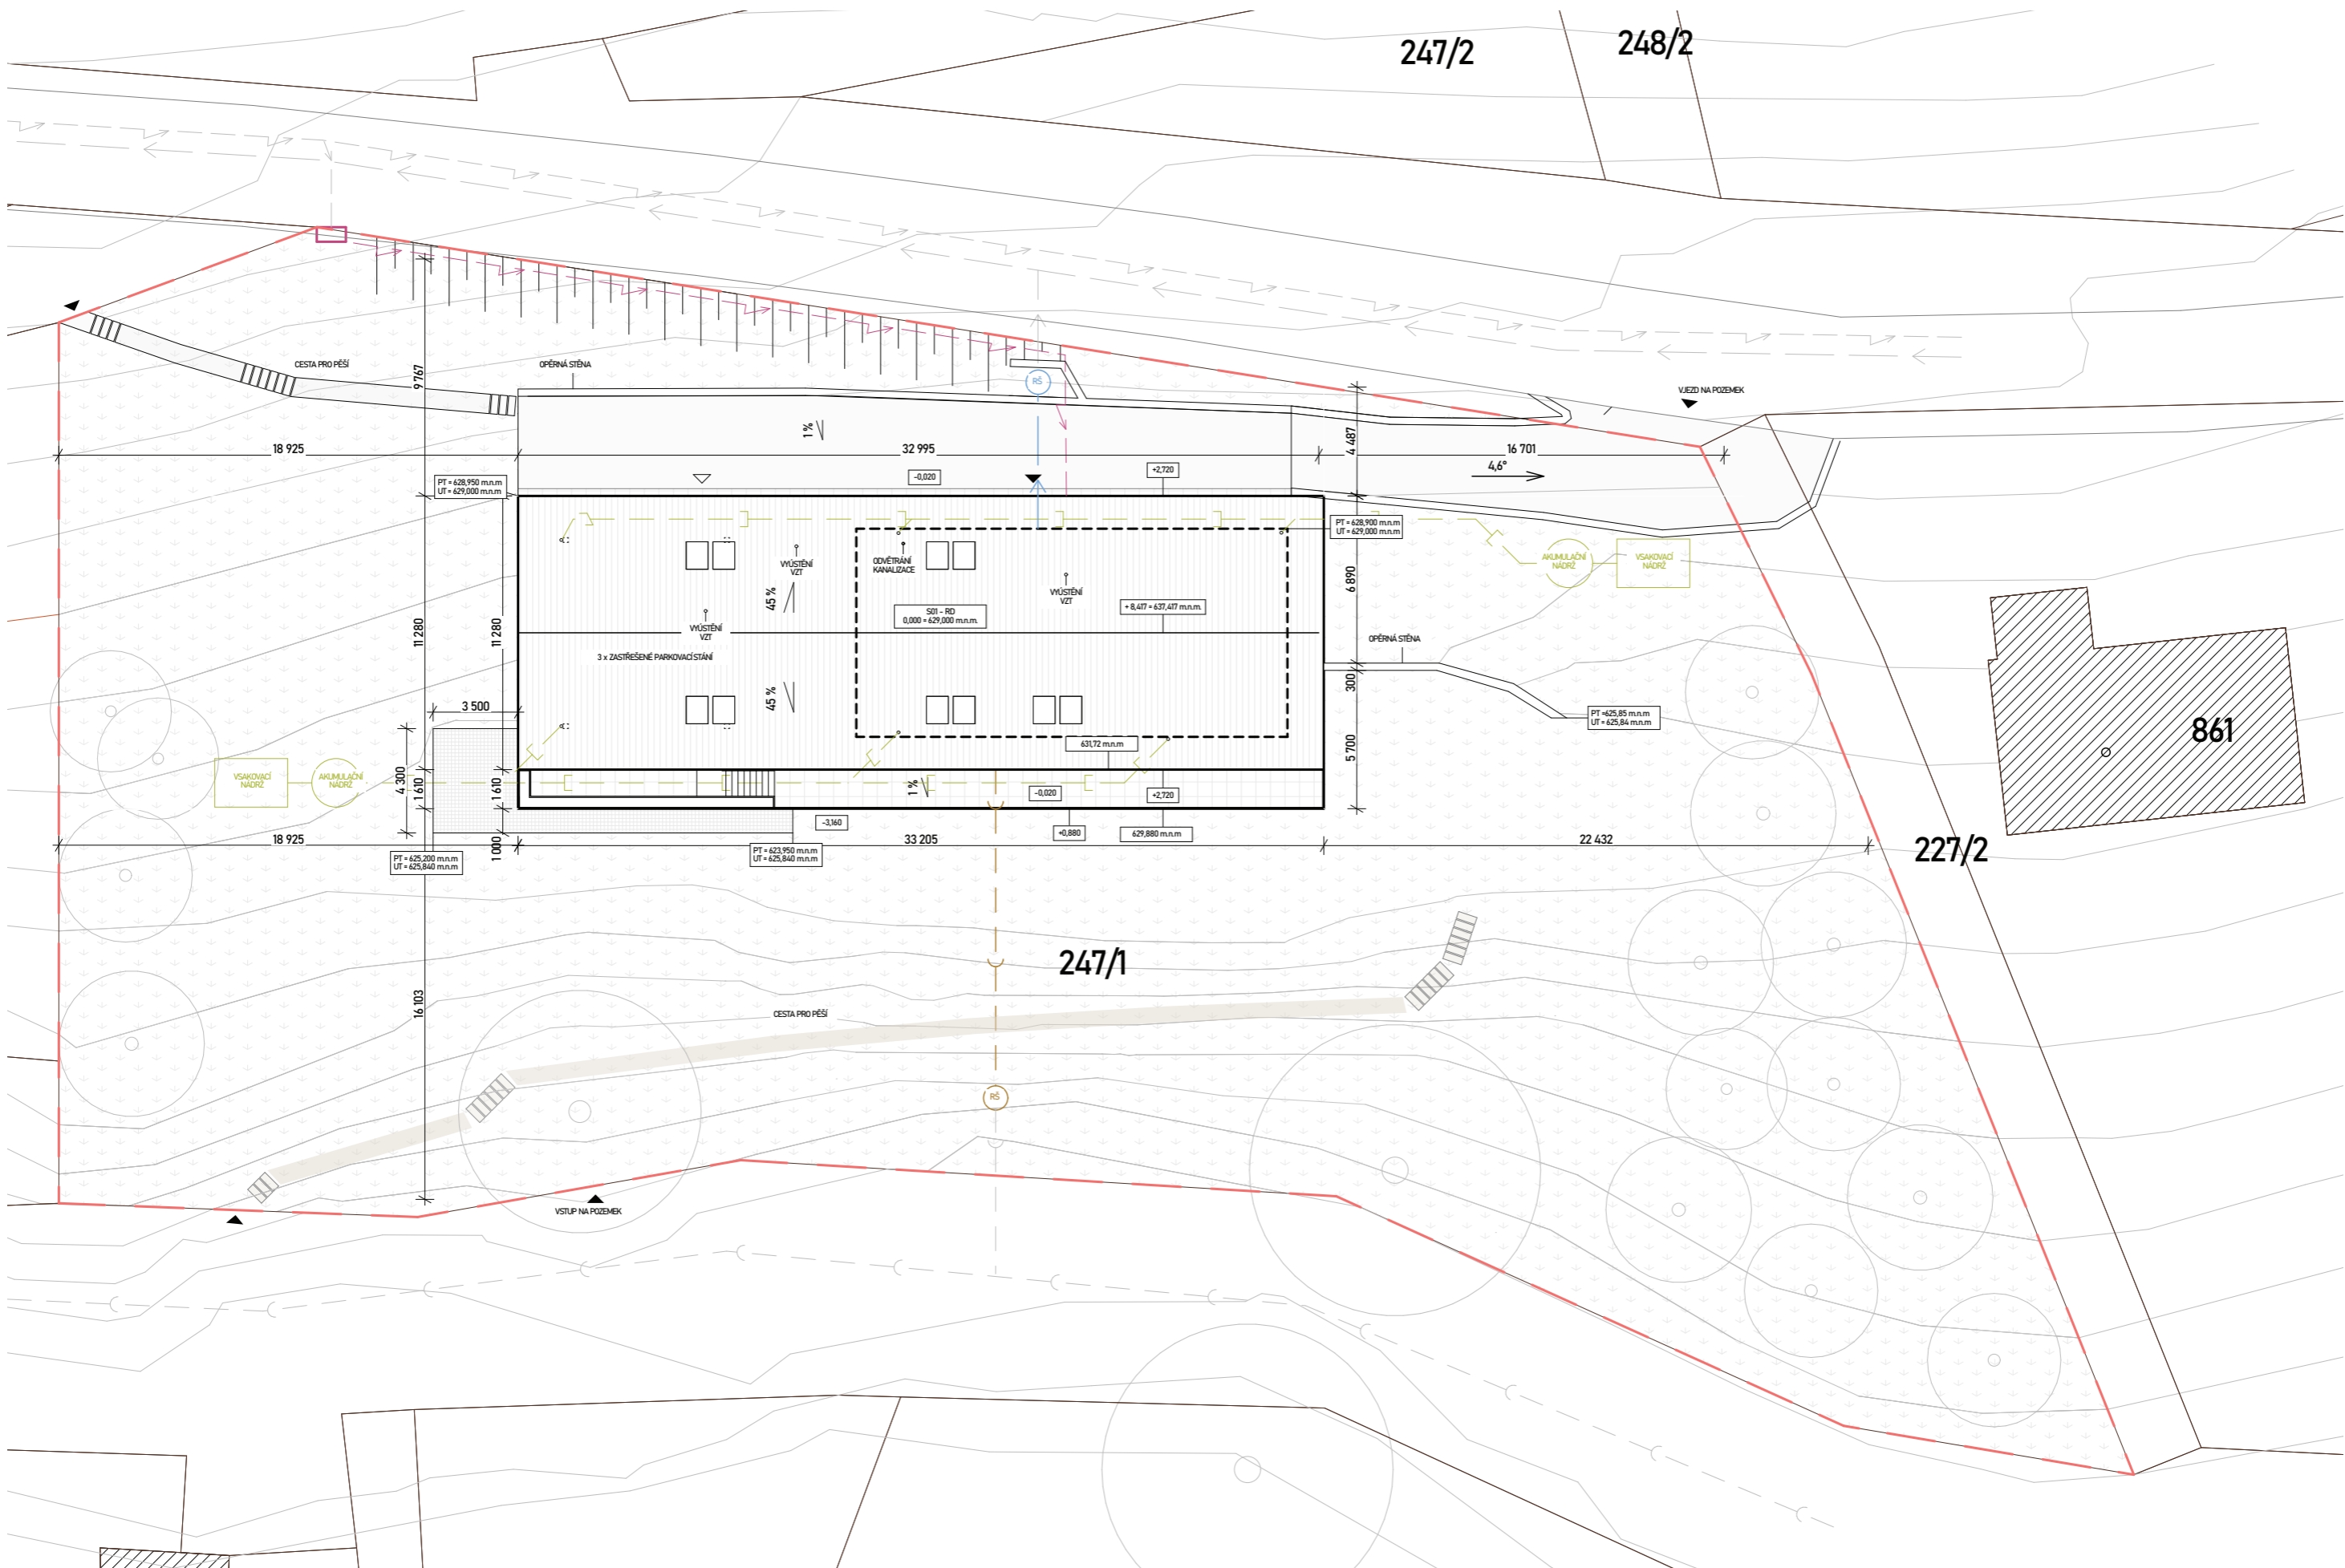 247/2
248/2
CESTA PRO PĚŠÍ
OPĚRNÁ STĚNA
9 767
RŠ
VJEZD NA POZEMEK
1%
4 487
18 925
32 995
16 701
4,6°
PT = 628,950 m.n.m
UT = 629,000 m.n.m
-0,020
+2,720
PT = 628,900 m.n.m
UT = 629,000 m.n.m
VYÚSTĚNÍ
VZT
ODVĚTRÁNÍ
KANALIZACE
AKUMULAČNÍ
NÁDRŽ
VSAKOVACÍ
NÁDRŽ
45 %
VYÚSTĚNÍ
VZT
6 890
S01 - RD
0,000 = 629,000 m.n.m.
+ 8,417 = 637,417 m.n.m.
11 280
11 280
VYÚSTĚNÍ
VZT
OPĚRNÁ STĚNA
3 x ZASTŘEŠENÉ PARKOVACÍ STÁNÍ
45 %
300
3 500
PT =625,85 m.n.m
UT = 625,84 m.n.m
861
631,72 m.n.m
5 700
VSAKOVACÍ
NÁDRŽ
AKUMULAČNÍ
NÁDRŽ
4 300
1 610
1 610
1%
-0,020
+2,720
-3,160
+0,880
629,880 m.n.m
18 925
1 000
33 205
22 432
227/2
PT = 625,200 m.n.m
UT = 625,840 m.n.m
PT = 623,950 m.n.m
UT = 625,840 m.n.m
247/1
16 103
CESTA PRO PĚŠÍ
RŠ
VSTUP NA POZEMEK